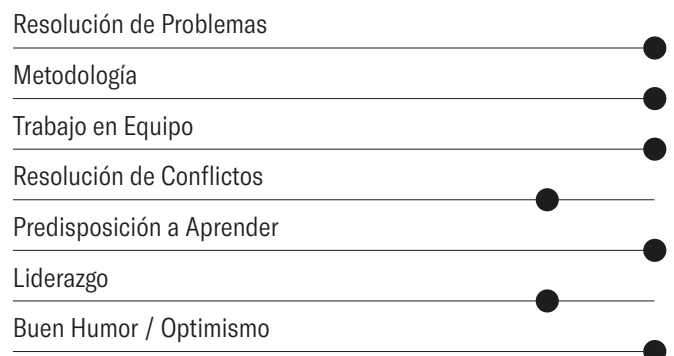 Resolución de Problemas
Metodología
Trabajo en Equipo
Resolución de Conflictos
Predisposición a Aprender
Liderazgo
Buen Humor / Optimismo